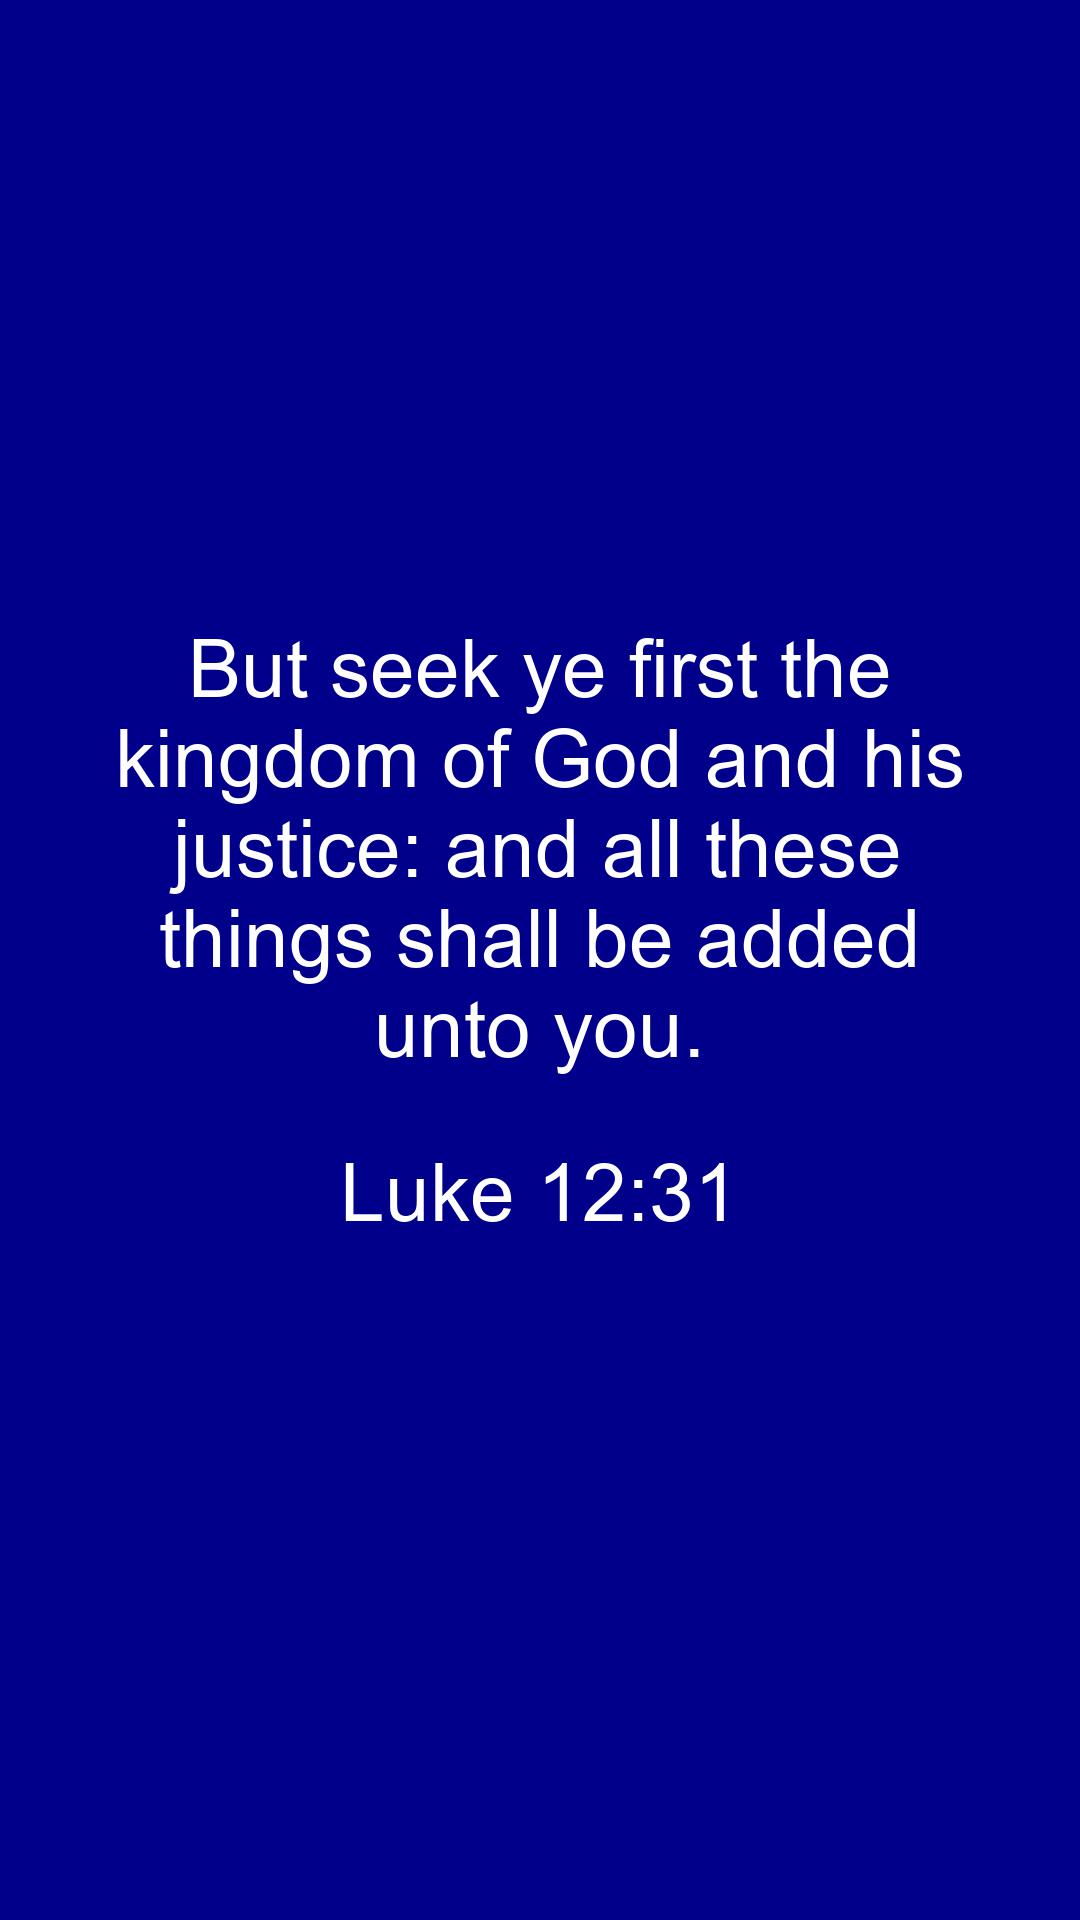 But seek ye first the
kingdom of God and his
justice: and all these
things shall be added
unto you.
Luke 12:31